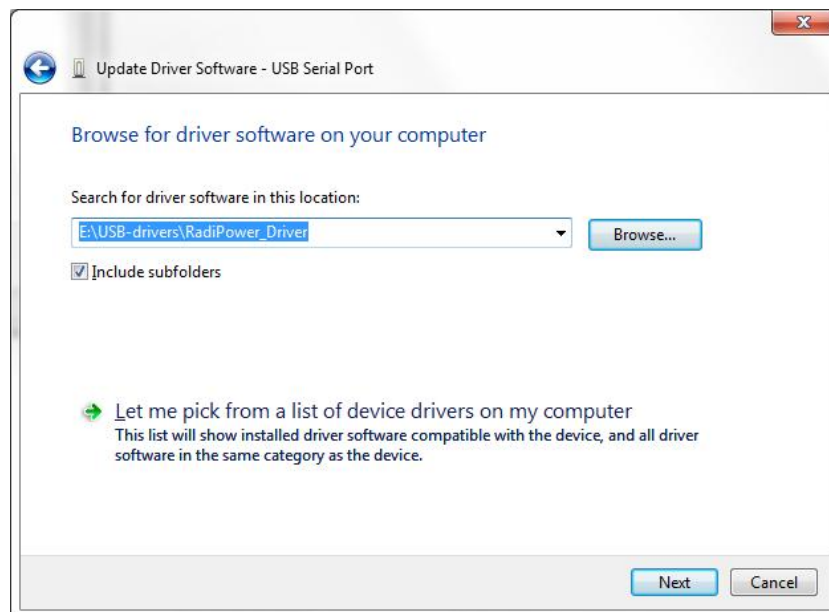 Update Driver Software - USB Serial Port
Browse for driver software on your computer
Search for driver software in this location:
E:\USB-drivers\RadiPower_Driver
Browse...
Include subfolders
Let me pick from a list of device drivers on my computer
This list will show installed driver software compatible with the device, and all driver
software in the same category as the device.
Next
Cancel